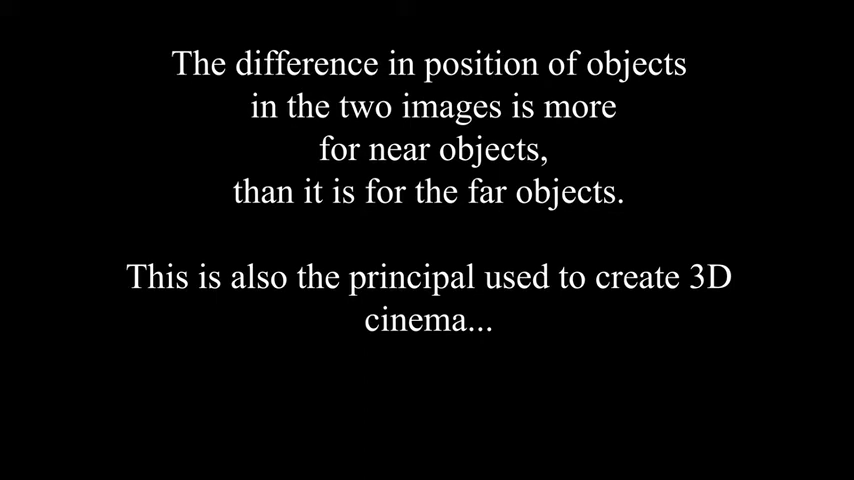 The difference in position of objects
in the two images is more
for near objects,
than it is for the far objects.
This is also the principal used to create 3D
cinema...